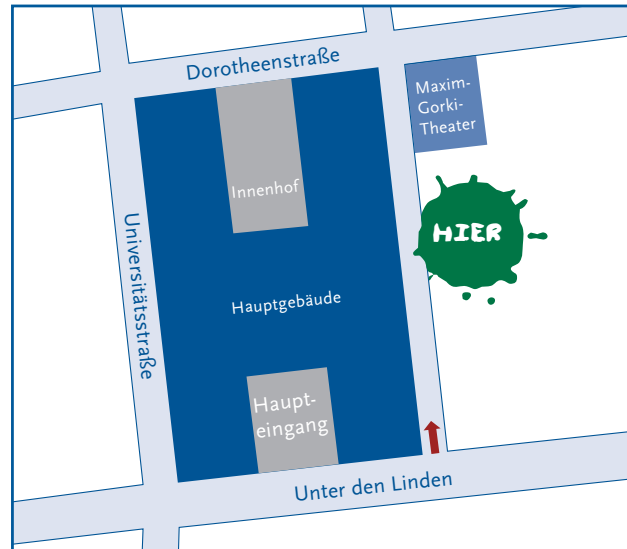 Dorotheenstraße
Maxim-
Gorki-
Theater
Innenhof
HIER
Universitätsstraße
Hauptgebäude
Haupt-
eingang
Unter den Linden